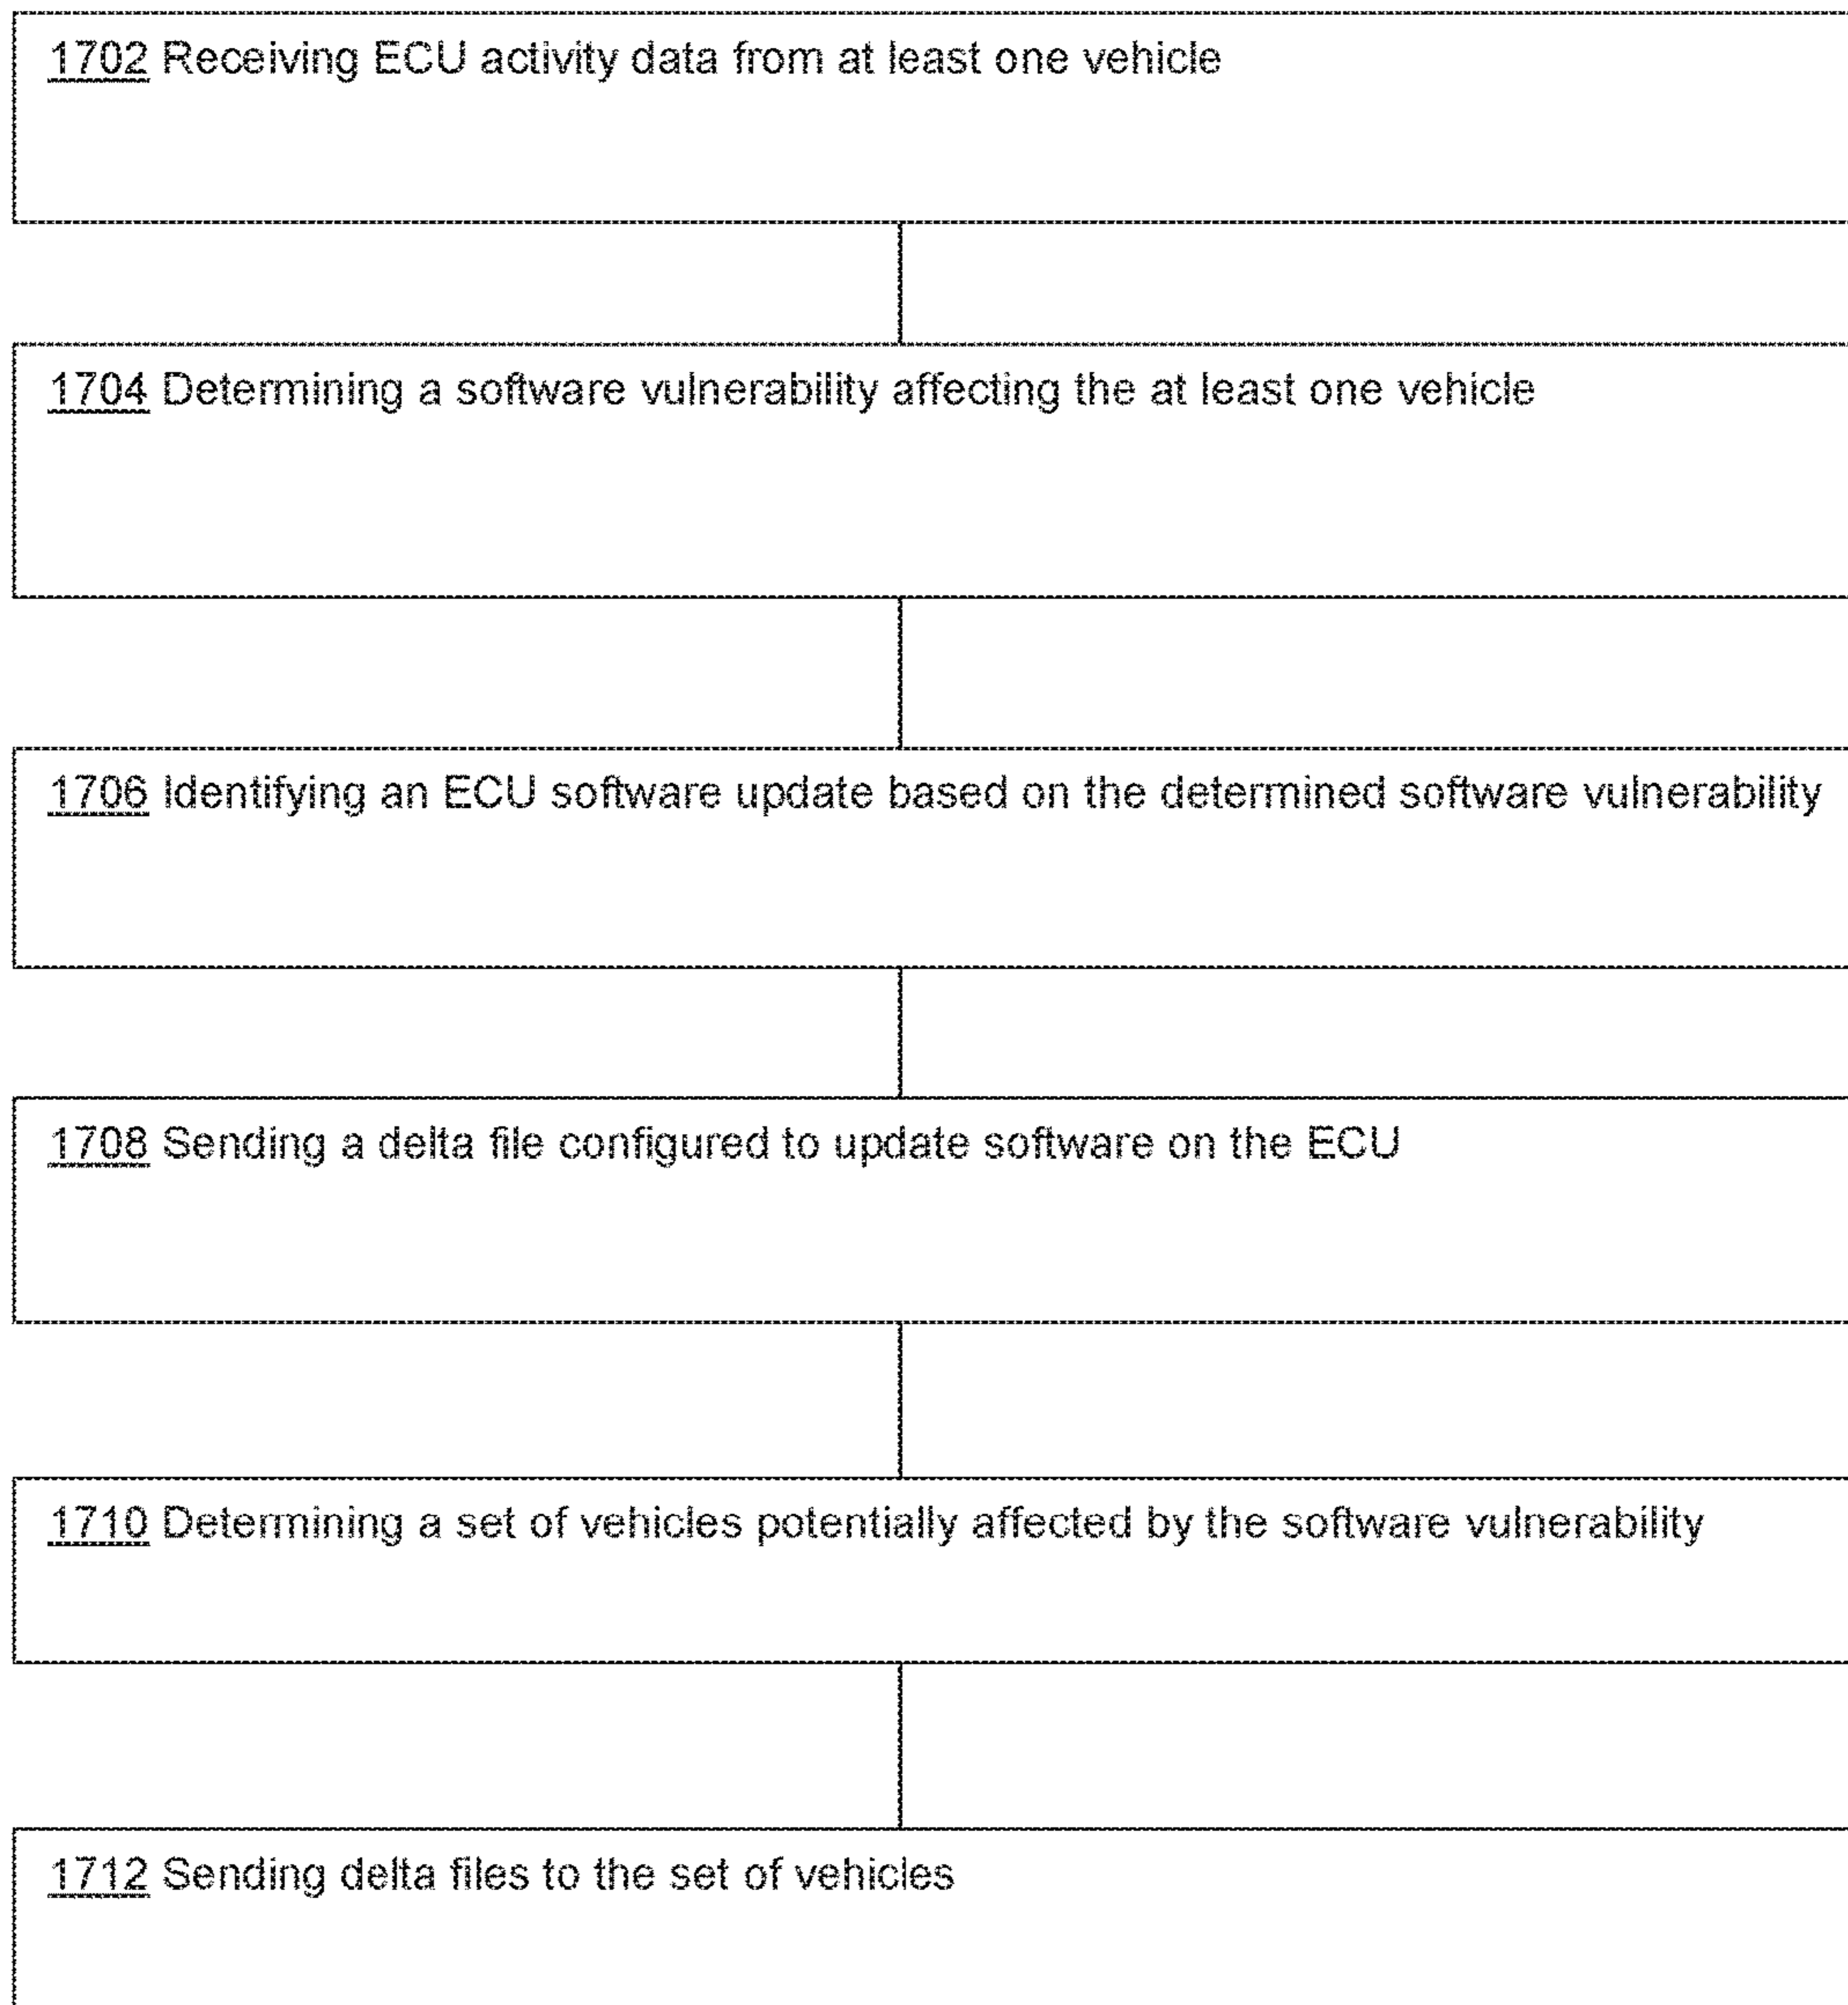 1702 Receiving ECU activity data from at least one vehicle
1704 Determining a software vulnerability affecting the at least one vehicle
1706 Identifying an ECU software update based on the determined software vulnerability
1708 Sending a delta file configured to update software on the ECU
1710 Determining a set of vehicles potentially affected by the software vulnerability
1712 Sending delta files to the set of vehicles